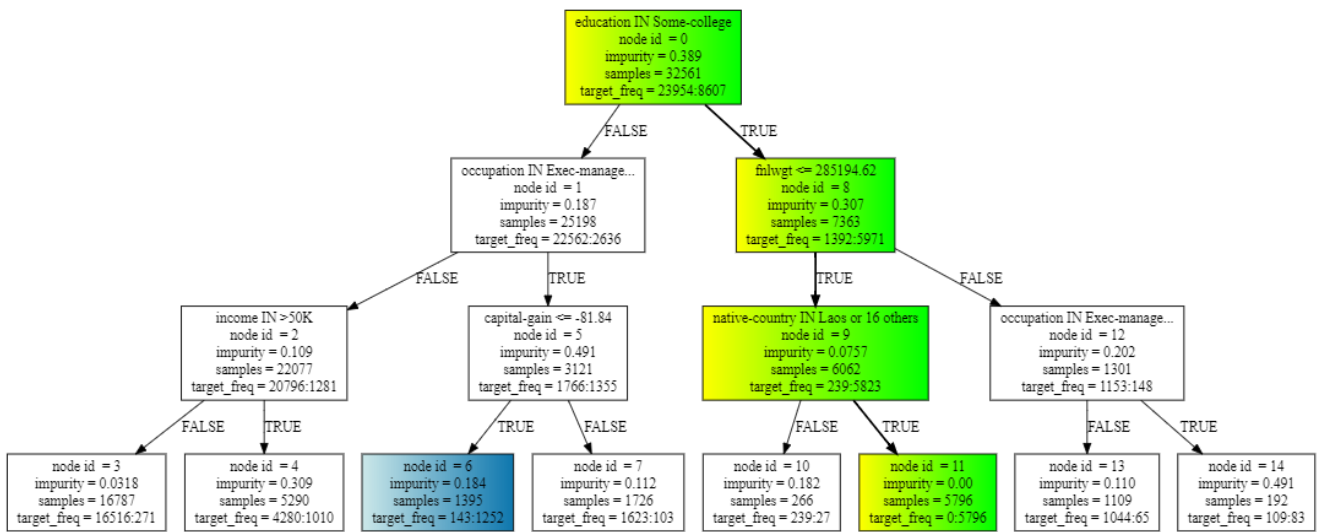 education IN Some-college
node id = 0
impurity = 0.389
samples = 32561
target_freq = 23954:8607
FALSE
TRUE
occupation IN Exec-manage...
node id = 1
impurity = 0.187
samples = 25198
target_freq = 22562:2636
fnlwgt <= 285194.62
node id = 8
impurity = 0.307
samples = 7363
target_freq = 1392:5971
FALSE
TRUE
TRUE
FALSE
income IN >50K
node id = 2
impurity = 0.109
samples = 22077
target_freq = 20796:1281
capital-gain <= -81.84
node id = 5
impurity = 0.491
samples = 3121
target_freq = 1766:1355
native-country IN Laos or 16 others
node id = 9
impurity = 0.0757
samples = 6062
target_freq = 239:5823
occupation IN Exec-manage...
node id = 12
impurity = 0.202
samples = 1301
target_freq = 1153:148
FALSE
TRUE
TRUE
FALSE
FALSE
TRUE
FALSE
TRUE
node id = 3
impurity = 0.0318
samples = 16787
target_freq = 16516:271
node id = 4
impurity = 0.309
samples = 5290
target_freq = 4280:1010
node id = 6
impurity = 0.184
samples = 1395
target_freq = 143:1252
node id = 7
impurity = 0.112
samples = 1726
target_freq = 1623:103
node id = 10
impurity = 0.182
samples = 266
target_freq = 239:27
node id = 11
impurity = 0.00
samples = 5796
target_freq = 0:5796
node id = 13
impurity = 0.110
samples = 1109
target_freq = 1044:65
node id = 14
impurity = 0.491
samples = 192
target_freq = 109:83